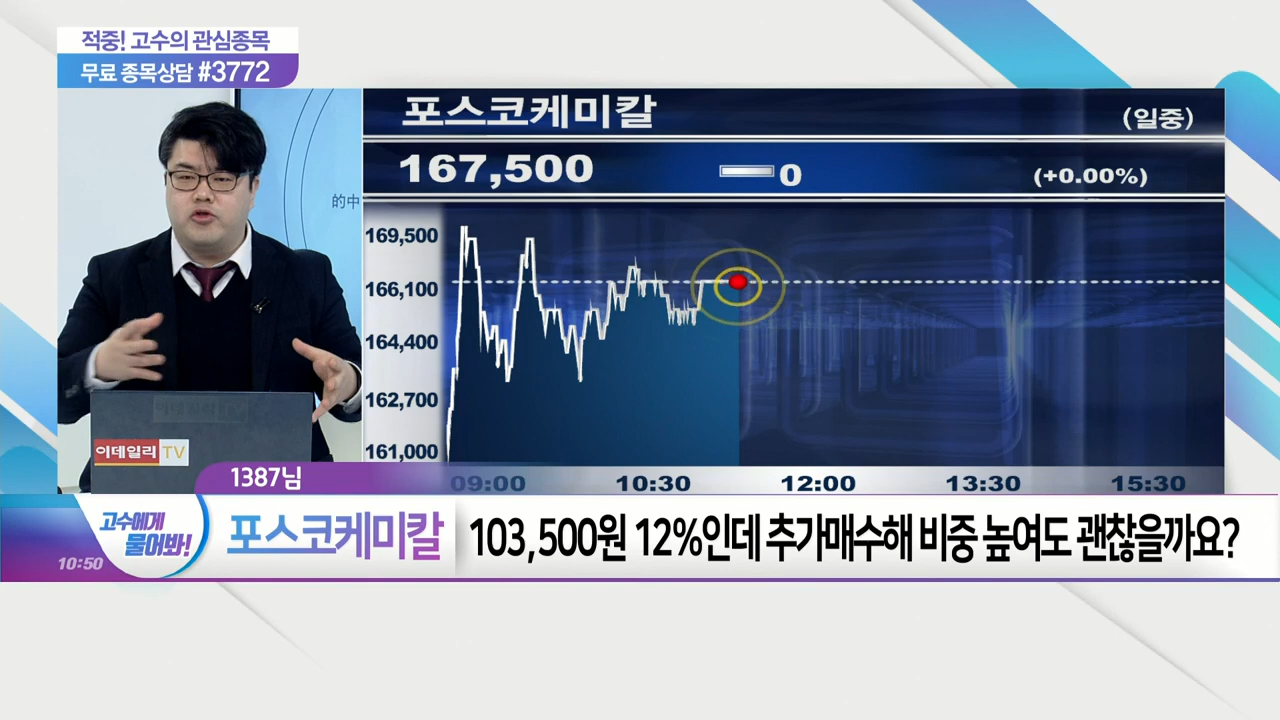 적중! 고수의 관심종목
무료 종목상담 #3772
포스코케미칼
(일중)
167,500
0
(+0.00%)
的中
169,500
166,100
164,400
162,700
161,000
09:00
10:30
12:00
13:30
15:30
이데일리 TV
1387님
고수에게
물어봐!
10:50
포스코케미칼
103,500원 12%인데 추가매수해 비중 높여도 괜찮을까요?